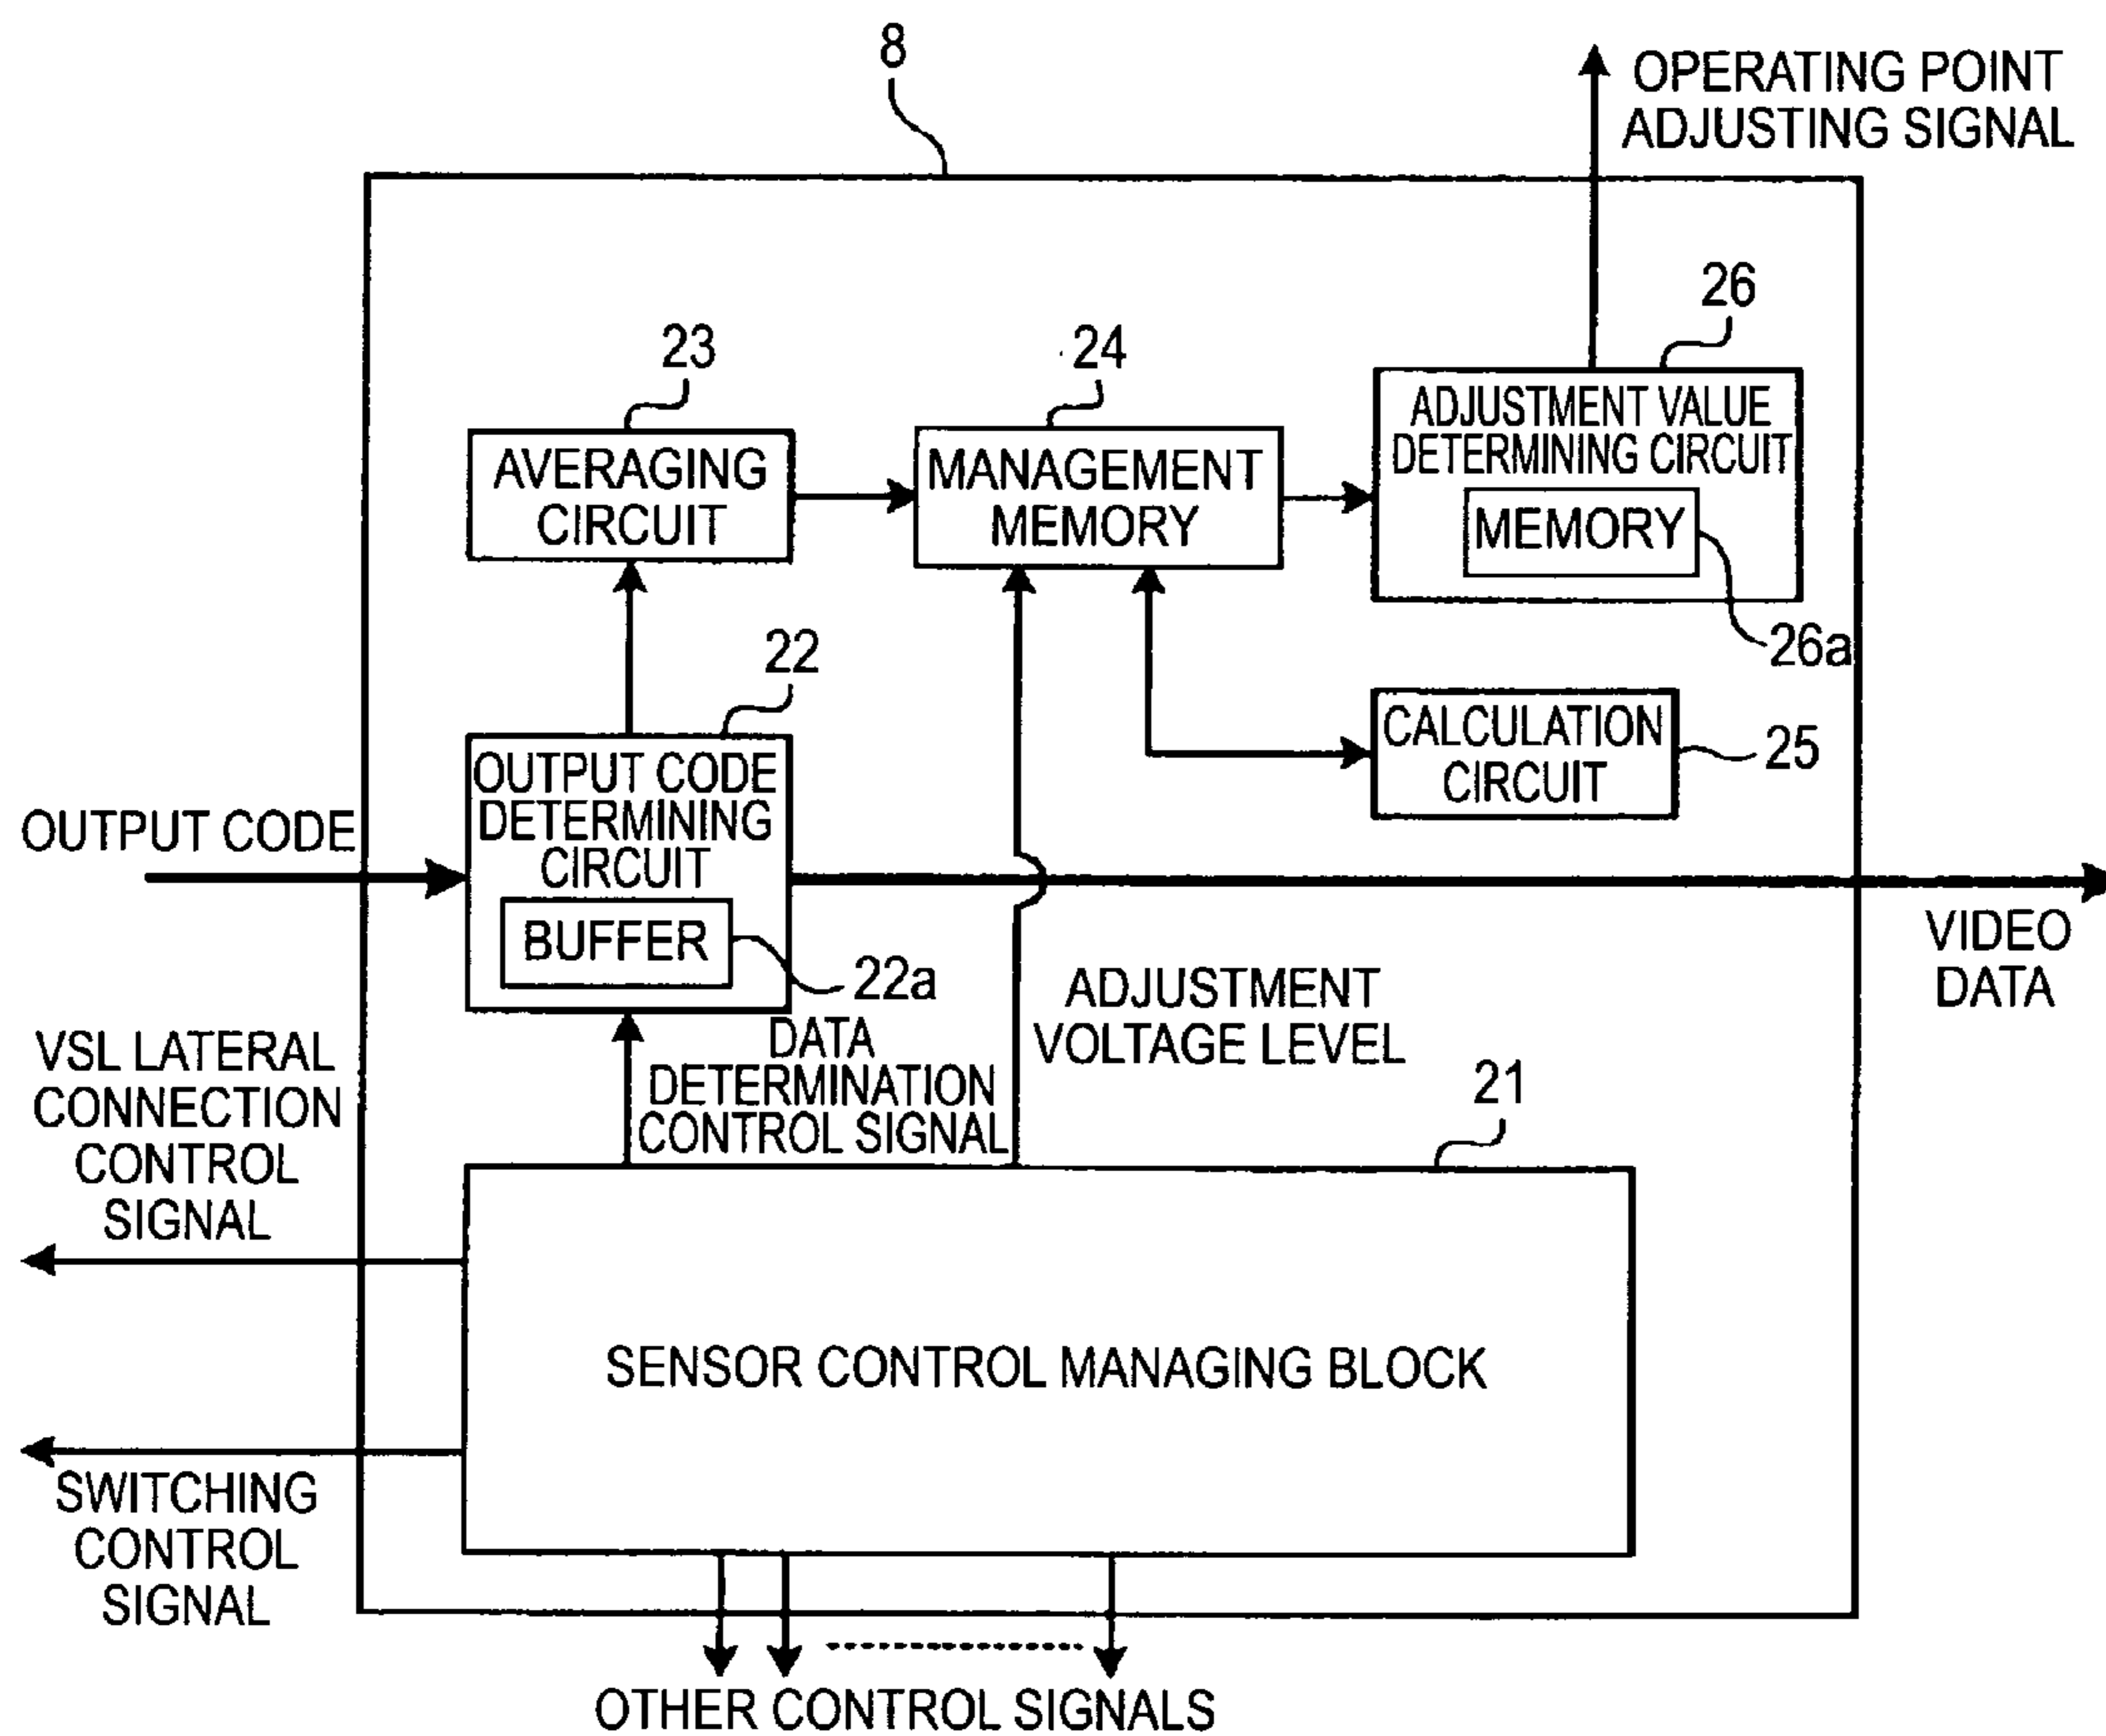 8
OPERATING POINT
ADJUSTING SIGNAL
26
23
24
ADJUSTMENT VALUE
DETERMINING CIRCUIT
MEMORY
26a
AVERAGING
CIRCUIT
MANAGEMENT
MEMORY
22
OUTPUT CODE
DETERMINING
CIRCUIT
BUFFER
22a
CALCULATION
CIRCUIT
25
OUTPUT CODE
VIDEO
DATA
ADJUSTMENT
VOLTAGE LEVEL
DATA
DETERMINATION
CONTROL SIGNAL
VSL LATERAL
CONNECTION
CONTROL
SIGNAL
21
SENSOR CONTROL MANAGING BLOCK
SWITCHING
CONTROL
SIGNAL
OTHER CONTROL SIGNALS